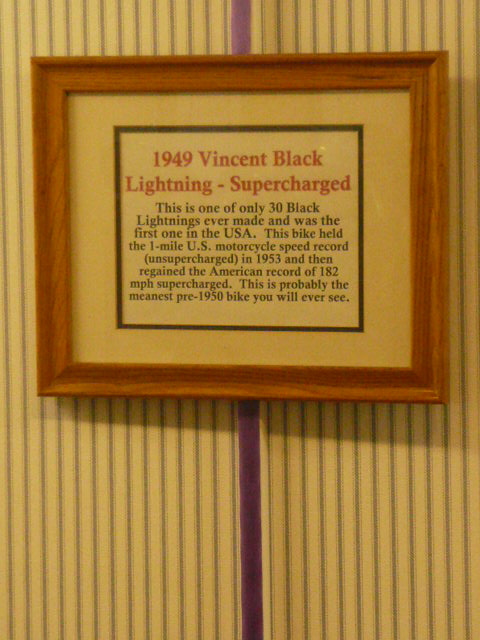 1949 Vincent Black
Lightning - Supercharged
This is one of only 30 Black
Lightnings ever made and was the
first one in the USA. This bike held
the 1-mile U.S. motorcycle speed record
(unsupercharged) in 1953 and then
regained the American record of 182
mph supercharged. This is probably the
meanest pre-1950 bike you will ever see.